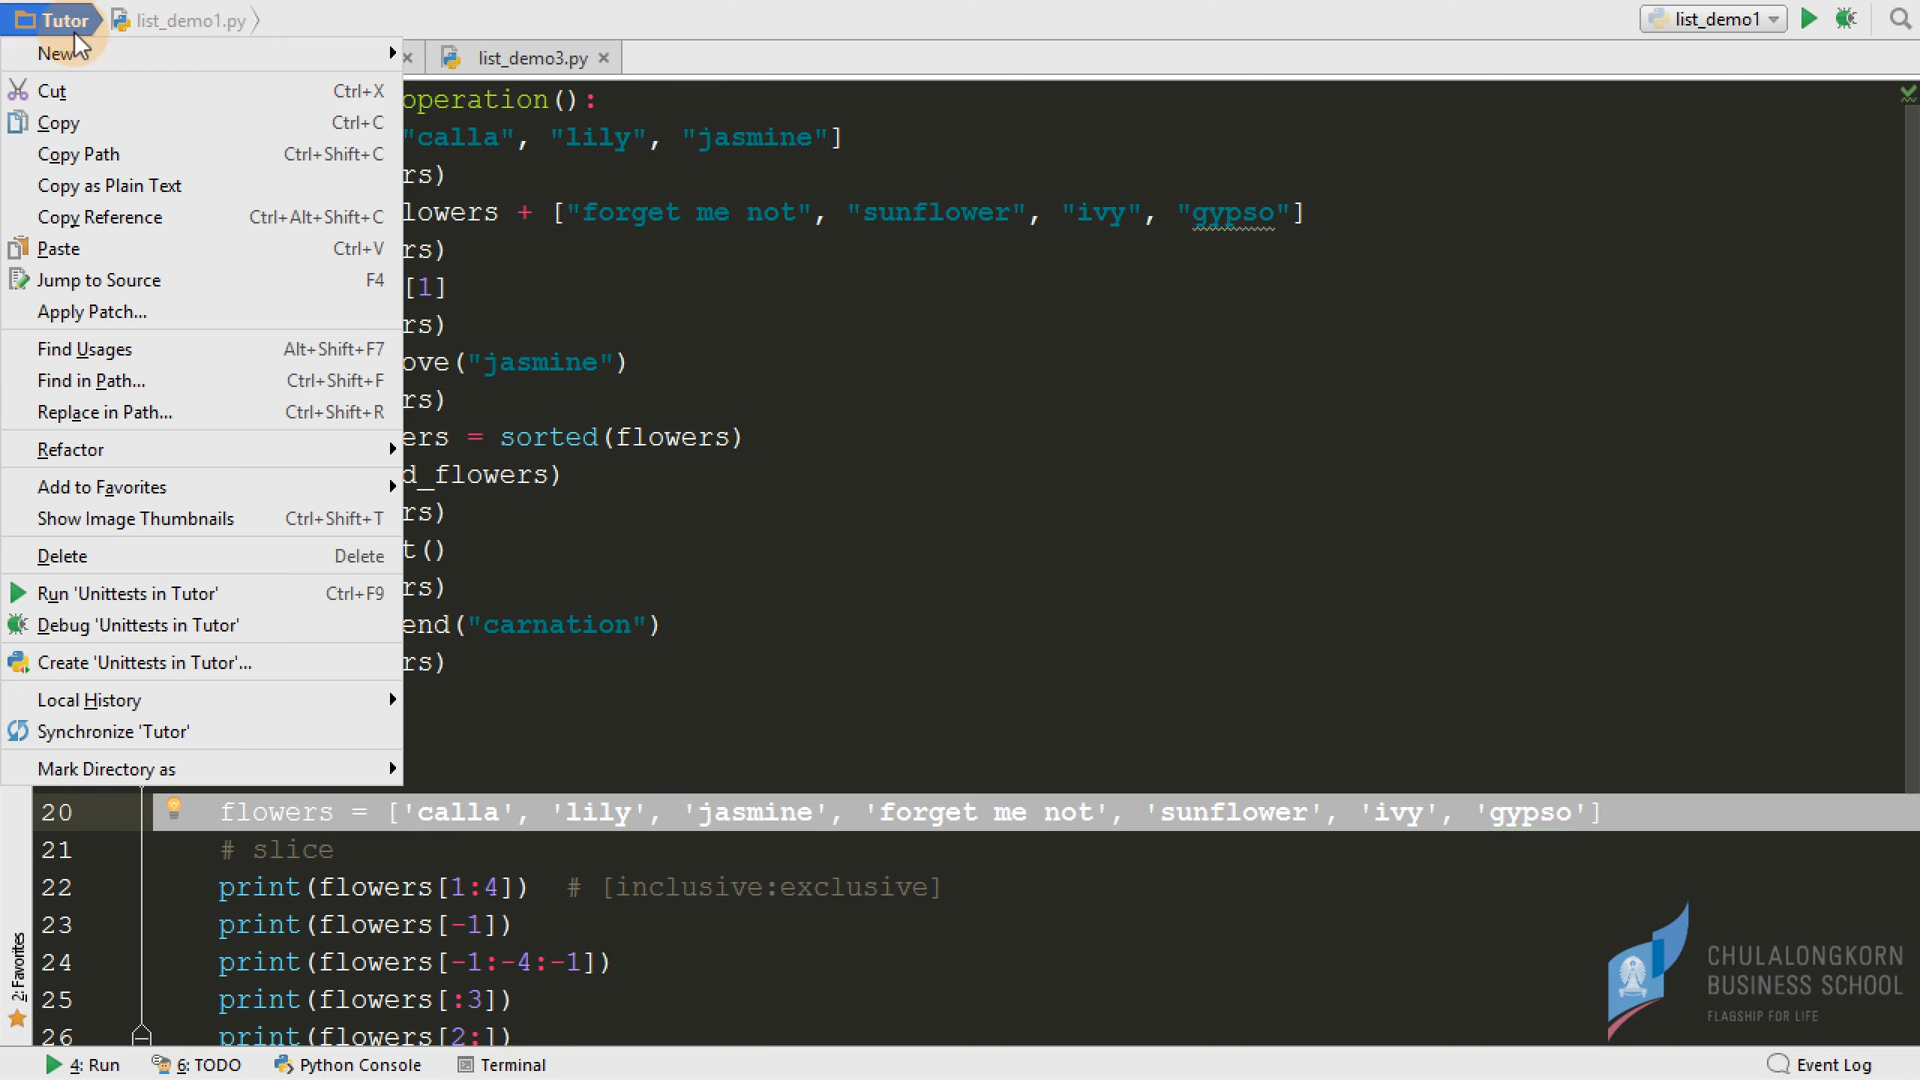 Tutor list_demo1.py list_demo1
New list_demo3.py
Cut Ctrl+X operation():
Copy Ctrl+C "calla", "lily", "jasmine"]
Copy Path Ctrl+Shift+C rs)
Copy as Plain Text
Copy Reference Ctrl+Alt+Shift+C lowers + ["forget me not", "sunflower", "ivy", "gypso"]
Paste Ctrl+V rs)
Jump to Source F4 [1]
Apply Patch... rs)
Find Usages Alt+Shift+F7 ove("jasmine")
Find in Path... Ctrl+Shift+F rs)
Replace in Path... Ctrl+Shift+R
Refactor ers = sorted(flowers)
Add to Favorites d_flowers)
Show Image Thumbnails Ctrl+Shift+T rs)
Delete Delete t()
Run 'Unittests in Tutor' Ctrl+F9 rs)
Debug 'Unittests in Tutor' end("carnation")
Create 'Unittests in Tutor'... rs)
Local History
Synchronize 'Tutor'
Mark Directory as
20 flowers = ['calla', 'lily', 'jasmine', 'forget me not', 'sunflower', 'ivy', 'gypso']
21 # slice
22 print(flowers[1:4]) # [inclusive:exclusive]
23 print(flowers[-1])
24 print(flowers[-1:-4:-1])
25 print(flowers[:3])
26 print(flowers[2:])
2: Favorites
CHULALONGKORN
BUSINESS SCHOOL
FLAGSHIP FOR LIFE
4: Run 6: TODO Python Console Terminal Event Log